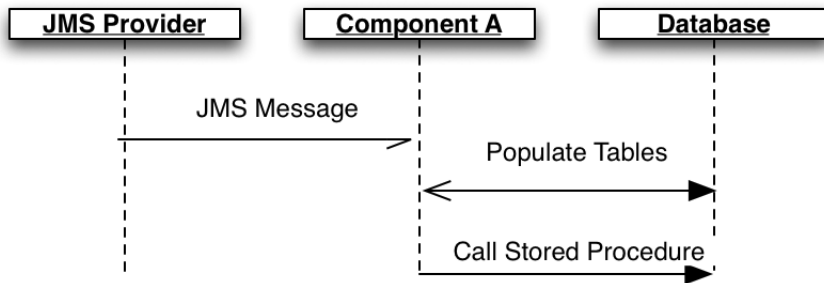 JMS Provider
Component A
Database
JMS Message
Populate Tables
Call Stored Procedure